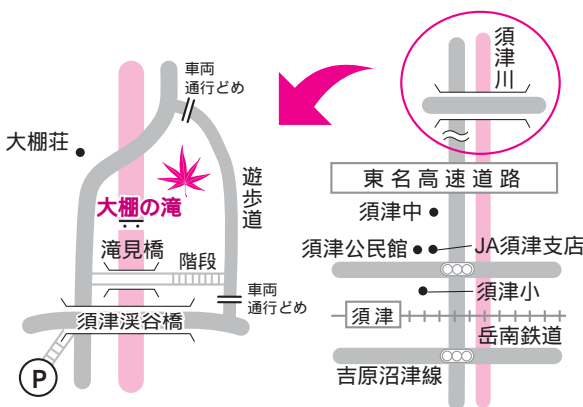 車両
通行どめ
大棚荘
大棚の滝
遊歩道
滝見橋
階段
車両
通行どめ
須津渓谷橋
P
須津川
東名高速道路
須津中
須津公民館
JA須津支店
須津小
須津
岳南鉄道
吉原沼津線